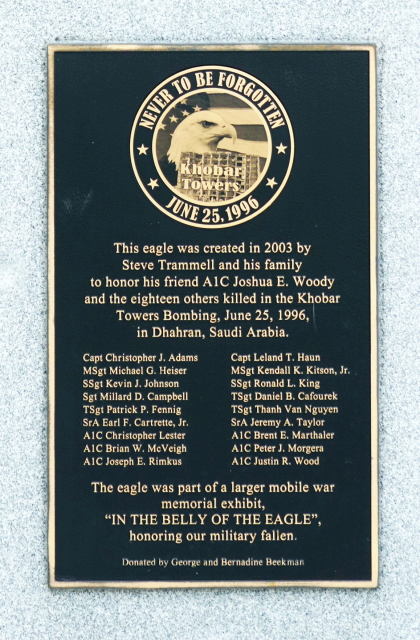 NEVER TO BE FORGOTTEN
Khobar
Towers
JUNE 25, 1996
This eagle was created in 2003 by
Steve Trammell and his family
to honor his friend A1C Joshua E. Woody
and the eighteen others killed in the Khobar
Towers Bombing, June 25, 1996,
in Dhahran, Saudi Arabia.
Capt Christopher J. Adams
MSgt Michael G. Heiser
SSgt Kevin J. Johnson
Sgt Millard D. Campbell
TSgt Patrick P. Fennig
SrA Earl F. Cartrette, Jr.
A1C Christopher Lester
A1C Brian W. McVeigh
A1C Joseph E. Rimkus
Capt Leland T. Haun
MSgt Kendall K. Kitson, Jr.
SSgt Ronald L. King
TSgt Daniel B. Cafourek
TSgt Thanh Van Nguyen
SrA Jeremy A. Taylor
A1C Brent E. Marthaler
A1C Peter J. Morgera
A1C Justin R. Wood
The eagle was part of a larger mobile war
memorial exhibit,
“IN THE BELLY OF THE EAGLE”,
honoring our military fallen.
Donated by George and Bernadine Beekman